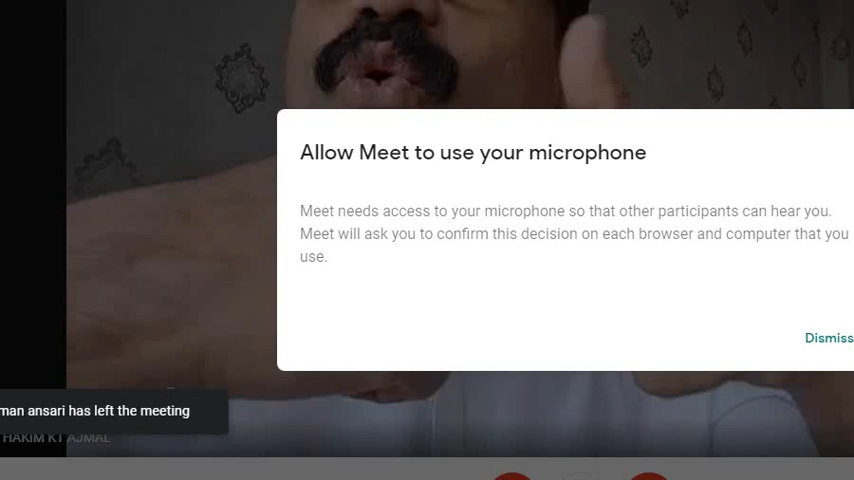 Allow Meet to use your microphone
Meet needs access to your microphone so that other participants can hear you.
Meet will ask you to confirm this decision on each browser and computer that you
use.
Dismiss
man ansari has left the meeting
HAKIM KI AJMAL